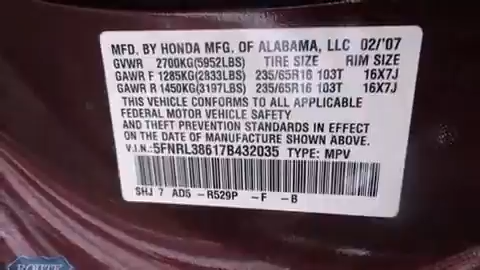 MFD. BY HONDA MFG. OF ALABAMA, LLC 02/'07
GVWR 2700KG(5952LBS) TIRE SIZE RIM SIZE
GAWR F 1285KG(2833LBS) 235/65R16 103T 16X7J
GAWR R 1450KG(3197LBS) 235/65R16 103T 16X7J
THIS VEHICLE CONFORMS TO ALL APPLICABLE
FEDERAL MOTOR VEHICLE SAFETY
AND THEFT PREVENTION STANDARDS
IN EFFECT ON THE DATE OF
MANUFACTURE SHOWN ABOVE.
V.I.N.: 5FNRL38617B432035 TYPE: MPV
SHJ 7 AD5 -R529P -F -B
ROUTE